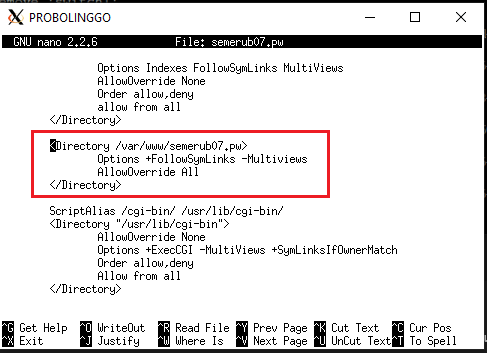 PROBOLINGGO
GNU nano 2.2.6 File: semerub07.pw
Options Indexes FollowSymLinks MultiViews
AllowOverride None
Order allow,deny
allow from all
</Directory>
<Directory /var/www/semerub07.pw>
Options +FollowSymLinks -Multiviews
AllowOverride All
</Directory>
ScriptAlias /cgi-bin/ /usr/lib/cgi-bin/
<Directory "/usr/lib/cgi-bin">
AllowOverride None
Options +ExecCGI -MultiViews +SymLinksIfOwnerMatch
Order allow,deny
Allow from all
</Directory>
^G Get Help ^O WriteOut ^R Read File ^Y Prev Page ^K Cut Text ^C Cur Pos
^X Exit ^J Justify ^W Where Is ^V Next Page ^U UnCut Text ^T To Spell